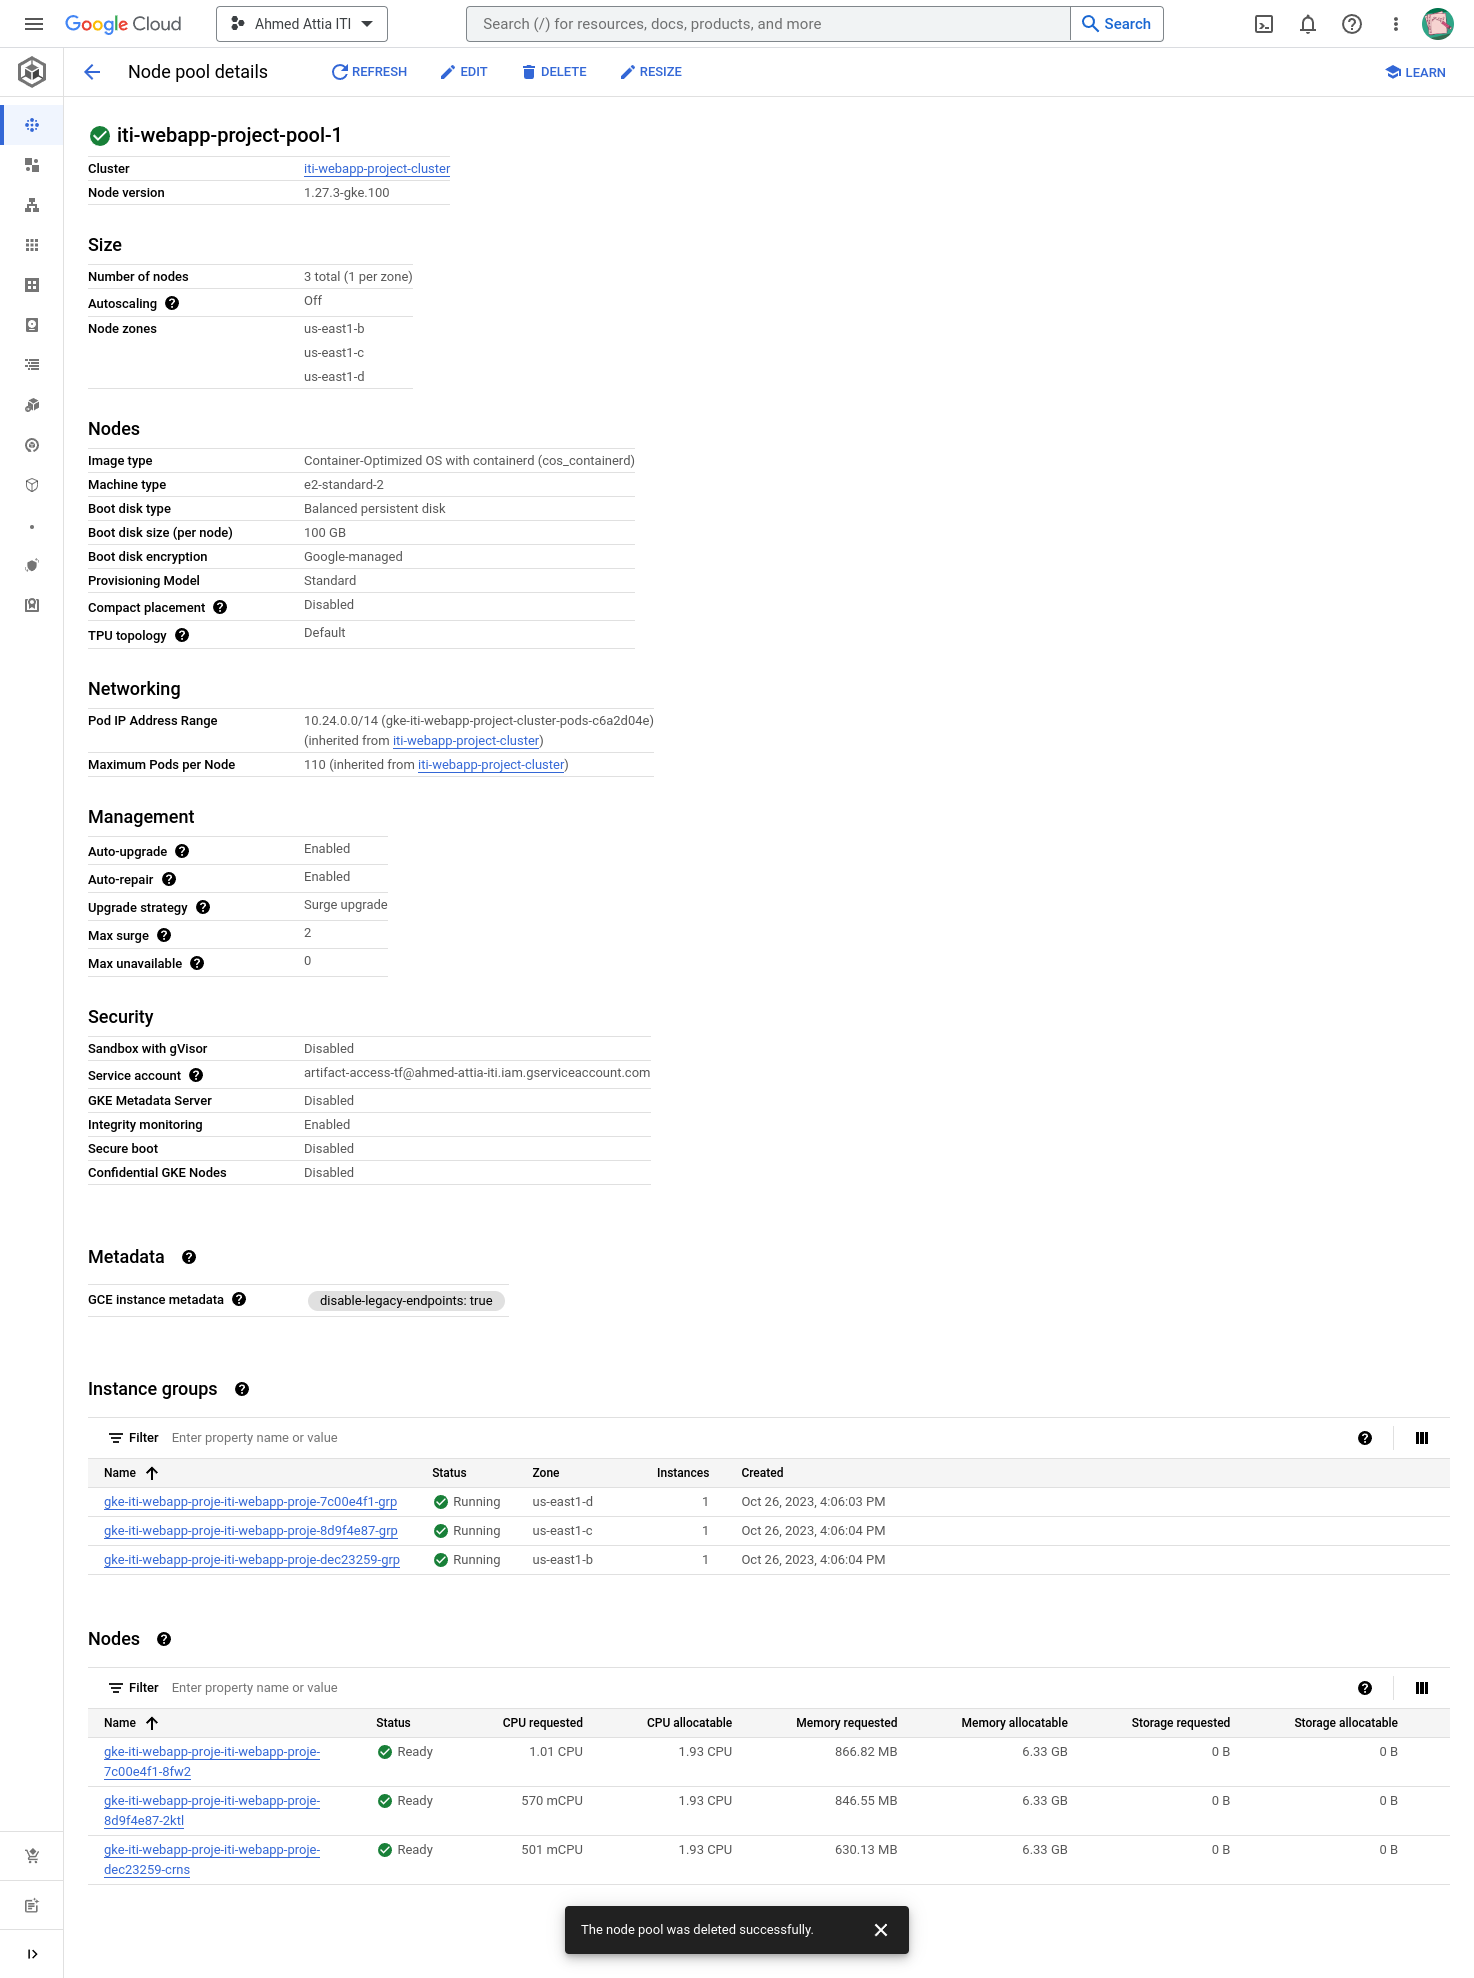 Google Cloud
Ahmed Attia ITI
Search (/) for resources, docs, products, and more
Search
Node pool details
REFRESH
EDIT
DELETE
RESIZE
LEARN
iti-webapp-project-pool-1
Cluster iti-webapp-project-cluster
Node version 1.27.3-gke.100
Size
Number of nodes 3 total (1 per zone)
Autoscaling Off
Node zones us-east1-b
us-east1-c
us-east1-d
Nodes
Image type Container-Optimized OS with containerd (cos_containerd)
Machine type e2-standard-2
Boot disk type Balanced persistent disk
Boot disk size (per node) 100 GB
Boot disk encryption Google-managed
Provisioning Model Standard
Compact placement Disabled
TPU topology Default
Networking
Pod IP Address Range 10.24.0.0/14 (gke-iti-webapp-project-cluster-pods-c6a2d04e)
(inherited from iti-webapp-project-cluster)
Maximum Pods per Node 110 (inherited from iti-webapp-project-cluster)
Management
Auto-upgrade Enabled
Auto-repair Enabled
Upgrade strategy Surge upgrade
Max surge 2
Max unavailable 0
Security
Sandbox with gVisor Disabled
Service account artifact-access-tf@ahmed-attia-iti.iam.gserviceaccount.com
GKE Metadata Server Disabled
Integrity monitoring Enabled
Secure boot Disabled
Confidential GKE Nodes Disabled
Metadata
GCE instance metadata disable-legacy-endpoints: true
Instance groups
Filter Enter property name or value
Name Status Zone Instances Created
gke-iti-webapp-proje-iti-webapp-proje-7c00e4f1-grp Running us-east1-d 1 Oct 26, 2023, 4:06:03 PM
gke-iti-webapp-proje-iti-webapp-proje-8d9f4e87-grp Running us-east1-c 1 Oct 26, 2023, 4:06:04 PM
gke-iti-webapp-proje-iti-webapp-proje-dec23259-grp Running us-east1-b 1 Oct 26, 2023, 4:06:04 PM
Nodes
Filter Enter property name or value
Name Status CPU requested CPU allocatable Memory requested Memory allocatable Storage requested Storage allocatable
gke-iti-webapp-proje-iti-webapp-proje- Ready 1.01 CPU 1.93 CPU 866.82 MB 6.33 GB 0 B 0 B
7c00e4f1-8fw2
gke-iti-webapp-proje-iti-webapp-proje- Ready 570 mCPU 1.93 CPU 846.55 MB 6.33 GB 0 B 0 B
8d9f4e87-2ktl
gke-iti-webapp-proje-iti-webapp-proje- Ready 501 mCPU 1.93 CPU 630.13 MB 6.33 GB 0 B 0 B
dec23259-crns
The node pool was deleted successfully.